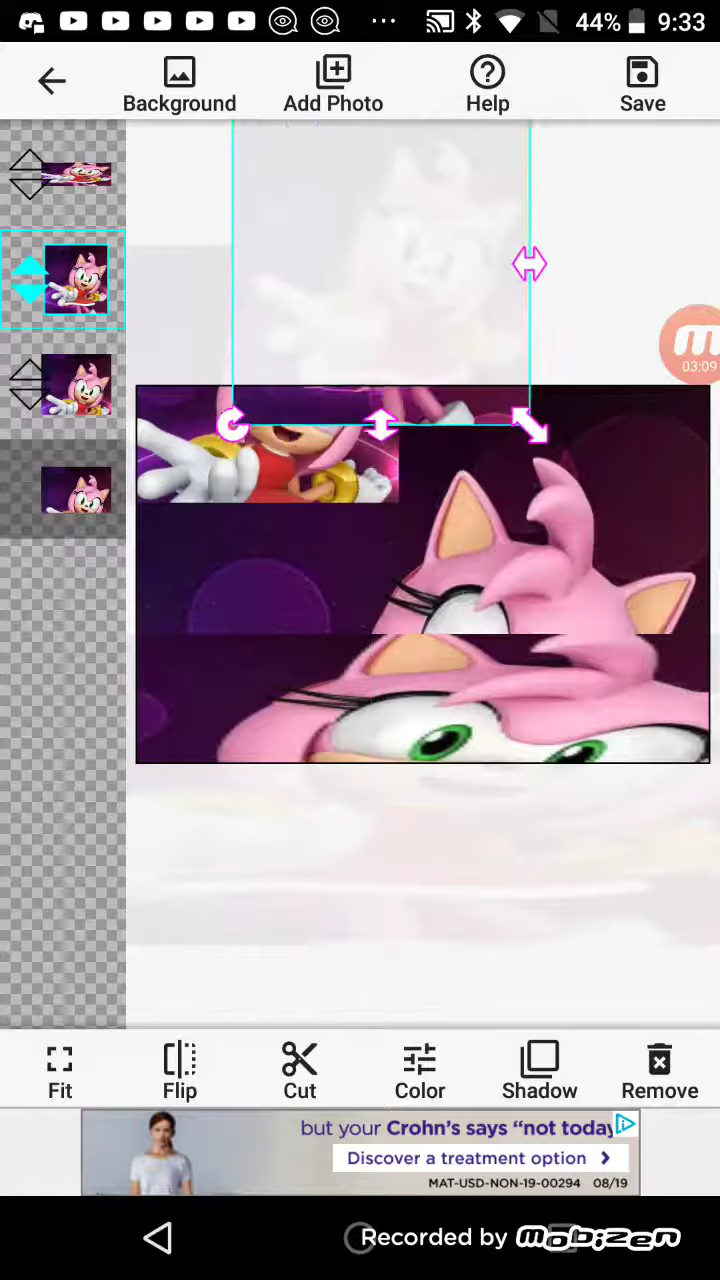 44% 9:33
Background Add Photo Help Save
03:09
Fit Flip Cut Color Shadow Remove
but your Crohn's says “not today
Discover a treatment option
MAT-USD-NON-19-00294 08/19
Recorded by mobizen